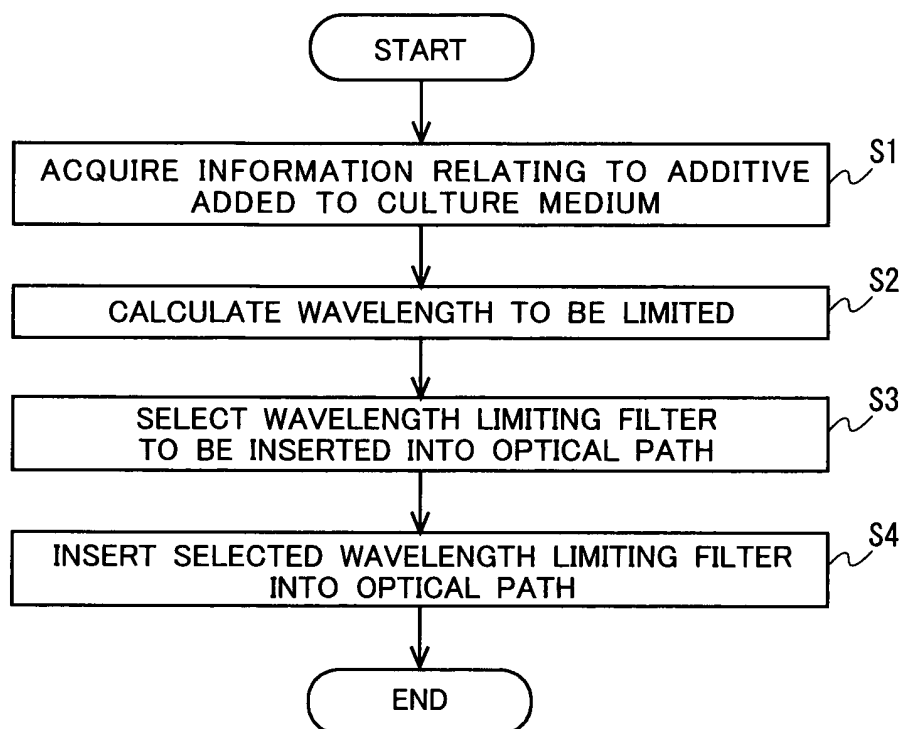 START
ACQUIRE INFORMATION RELATING TO ADDITIVE
ADDED TO CULTURE MEDIUM
S1
CALCULATE WAVELENGTH TO BE LIMITED
S2
SELECT WAVELENGTH LIMITING FILTER
TO BE INSERTED INTO OPTICAL PATH
S3
INSERT SELECTED WAVELENGTH LIMITING FILTER
INTO OPTICAL PATH
S4
END